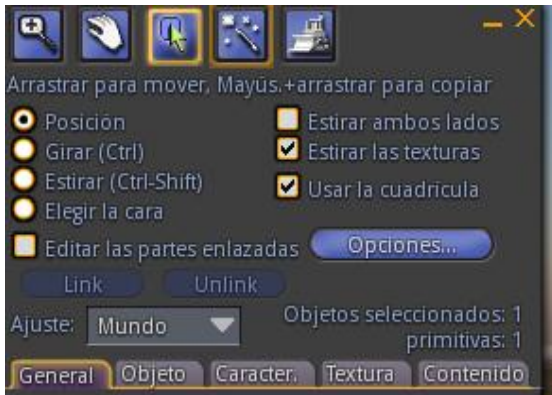 Arrastrar para mover, Mayús.+arrastrar para copiar
Posición
Estirar ambos lados
Girar (Ctrl)
Estirar las texturas
Estirar (Ctrl-Shift)
Usar la cuadrícula
Elegir la cara
Editar las partes enlazadas
Opciones...
Link
Unlink
Ajuste:
Mundo
Objetos seleccionados: 1
primitivas: 1
General
Objeto
Caracter.
Textura
Contenido